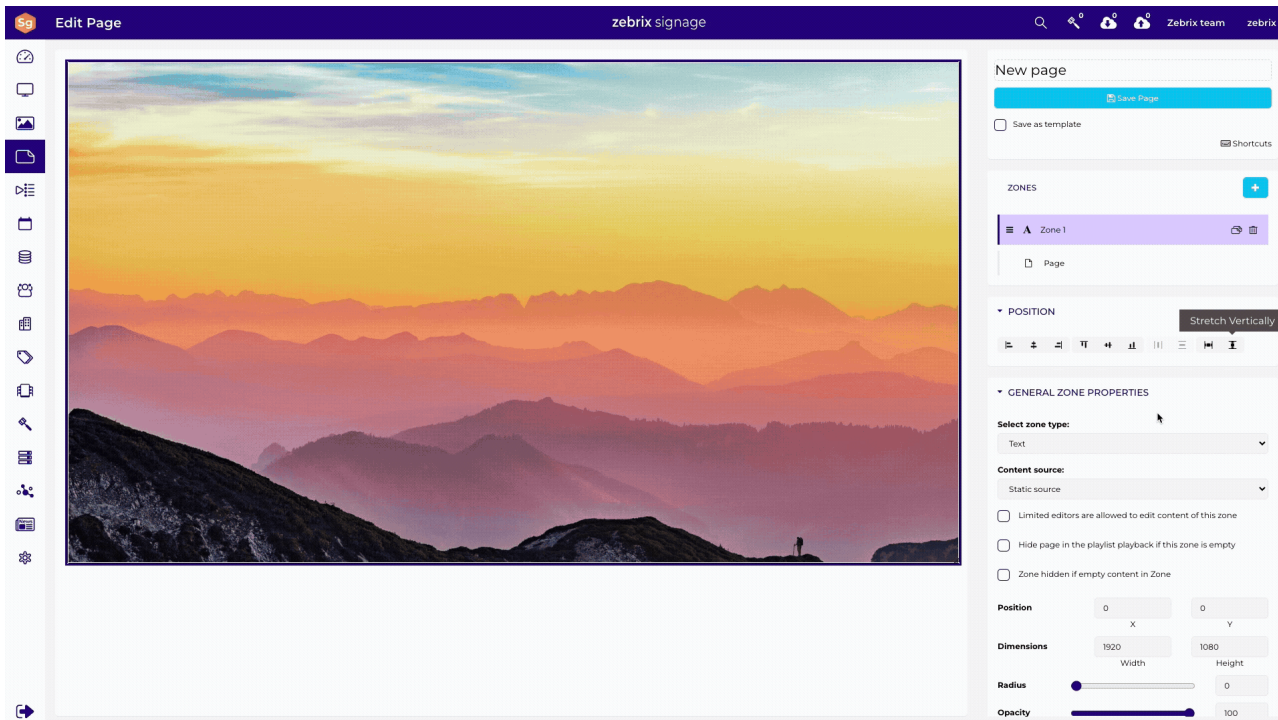 Sg
Edit Page
zebrix signage
0
0
0
Zebrix team
zebrix
New page
Save Page
Save as template
Shortcuts
ZONES
+
A Zone 1
Page
POSITION
Stretch Vertically
GENERAL ZONE PROPERTIES
Select zone type:
Text
Content source:
Static source
Limited editors are allowed to edit content of this zone
Hide page in the playlist playback if this zone is empty
Zone hidden if empty content in Zone
Position 0 0
X Y
Dimensions 1920 1080
Width Height
Radius 0
Opacity 100